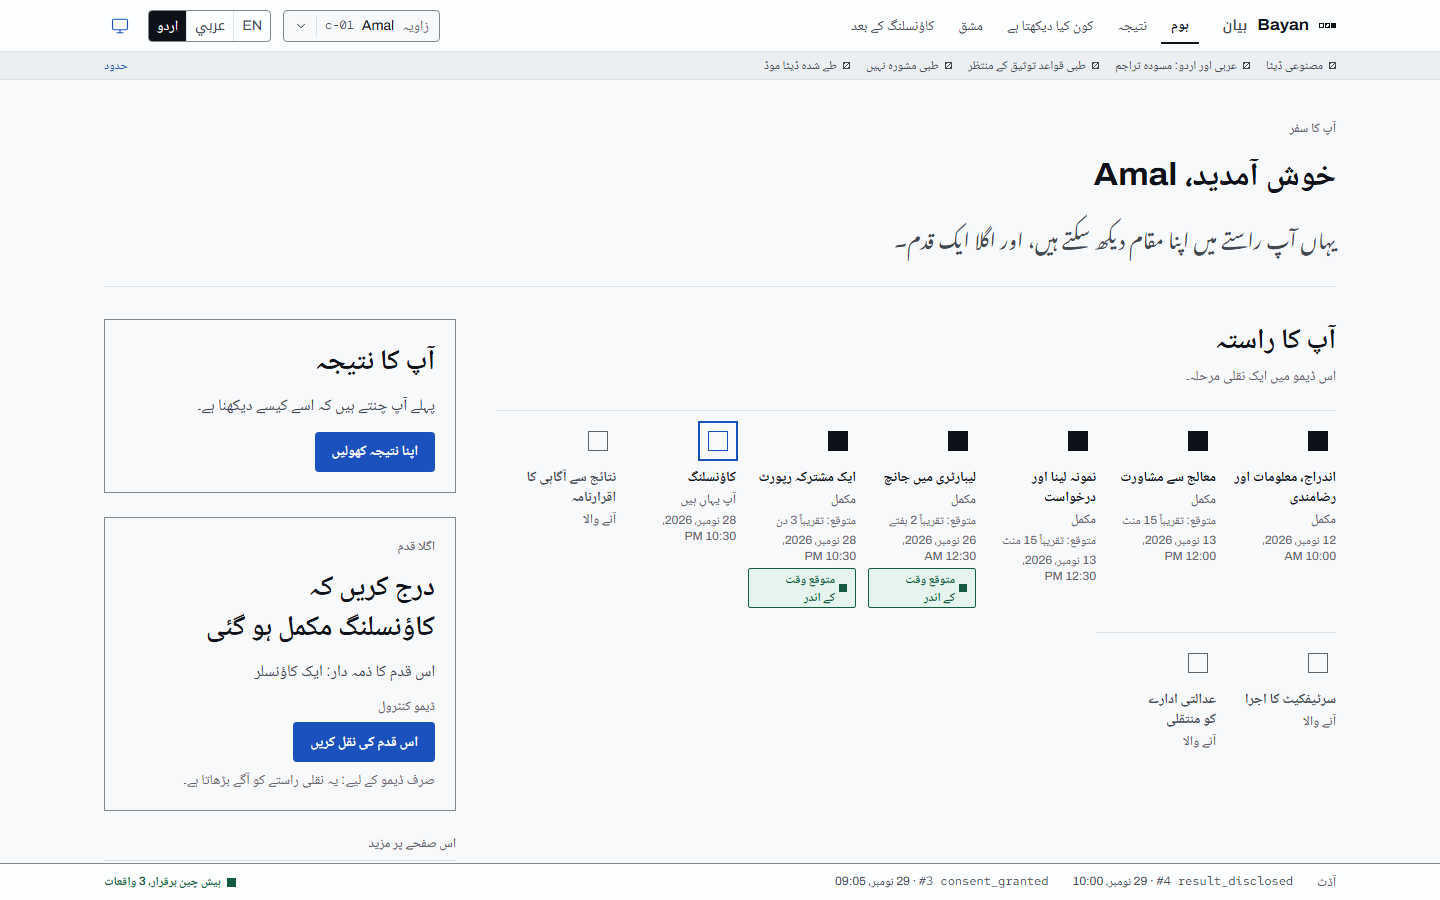 Bayan بیان
ہوم
نتیجہ
کون کیا دیکھتا ہے
مشق
کاؤنسلنگ کے بعد
زاویہ Amal c-01
EN
عربي
اردو
مصنوعی ڈیٹا
عربی اور اردو: مسودہ تراجم
طبی قواعد توثیق کے منتظر
طبی مشورہ نہیں
طے شدہ ڈیٹا موڈ
حدود
آپ کا سفر
خوش آمدید، Amal
یہاں آپ راستے میں اپنا مقام دیکھ سکتے ہیں، اور اگلا ایک قدم۔
آپ کا راستہ
اس ڈیمو میں ایک نقلی مرحلہ۔
اندراج، معلومات اور
رضامندی
مکمل
12 نومبر، 2026،
10:00 AM
معالج سے مشاورت
مکمل
متوقع: تقریباً 15 منٹ
13 نومبر، 2026،
12:00 PM
نمونہ لینا اور
درخواست
مکمل
متوقع: تقریباً 15 منٹ
13 نومبر، 2026،
12:30 PM
لیبارٹری میں جانچ
مکمل
متوقع: تقریباً 2 ہفتے
26 نومبر، 2026،
12:30 AM
متوقع وقت
کے اندر
ایک مشترکہ رپورٹ
مکمل
متوقع: تقریباً 3 دن
28 نومبر، 2026،
10:30 PM
متوقع وقت
کے اندر
کاؤنسلنگ
آپ یہاں ہیں
28 نومبر، 2026،
10:30 PM
نتائج سے آگاہی کا
اقرارنامہ
آنے والا
سرٹیفکیٹ کا اجرا
آنے والا
عدالتی ادارے
کو منتقلی
آنے والا
آپ کا نتیجہ
پہلے آپ چنتے ہیں کہ اسے کیسے دیکھنا ہے۔
اپنا نتیجہ کھولیں
اگلا قدم
درج کریں کہ
کاؤنسلنگ مکمل ہو گئی
اس قدم کا ذمہ دار: ایک کاؤنسلر
ڈیمو کنٹرول
اس قدم کی نقل کریں
صرف ڈیمو کے لیے: یہ نقلی راستے کو آگے بڑھاتا ہے۔
اس صفحے پر مزید
آڈٹ
result_disclosed #4 · 29 نومبر، 10:00
consent_granted #3 · 29 نومبر، 09:05
ہیش چین برقرار، 3 واقعات